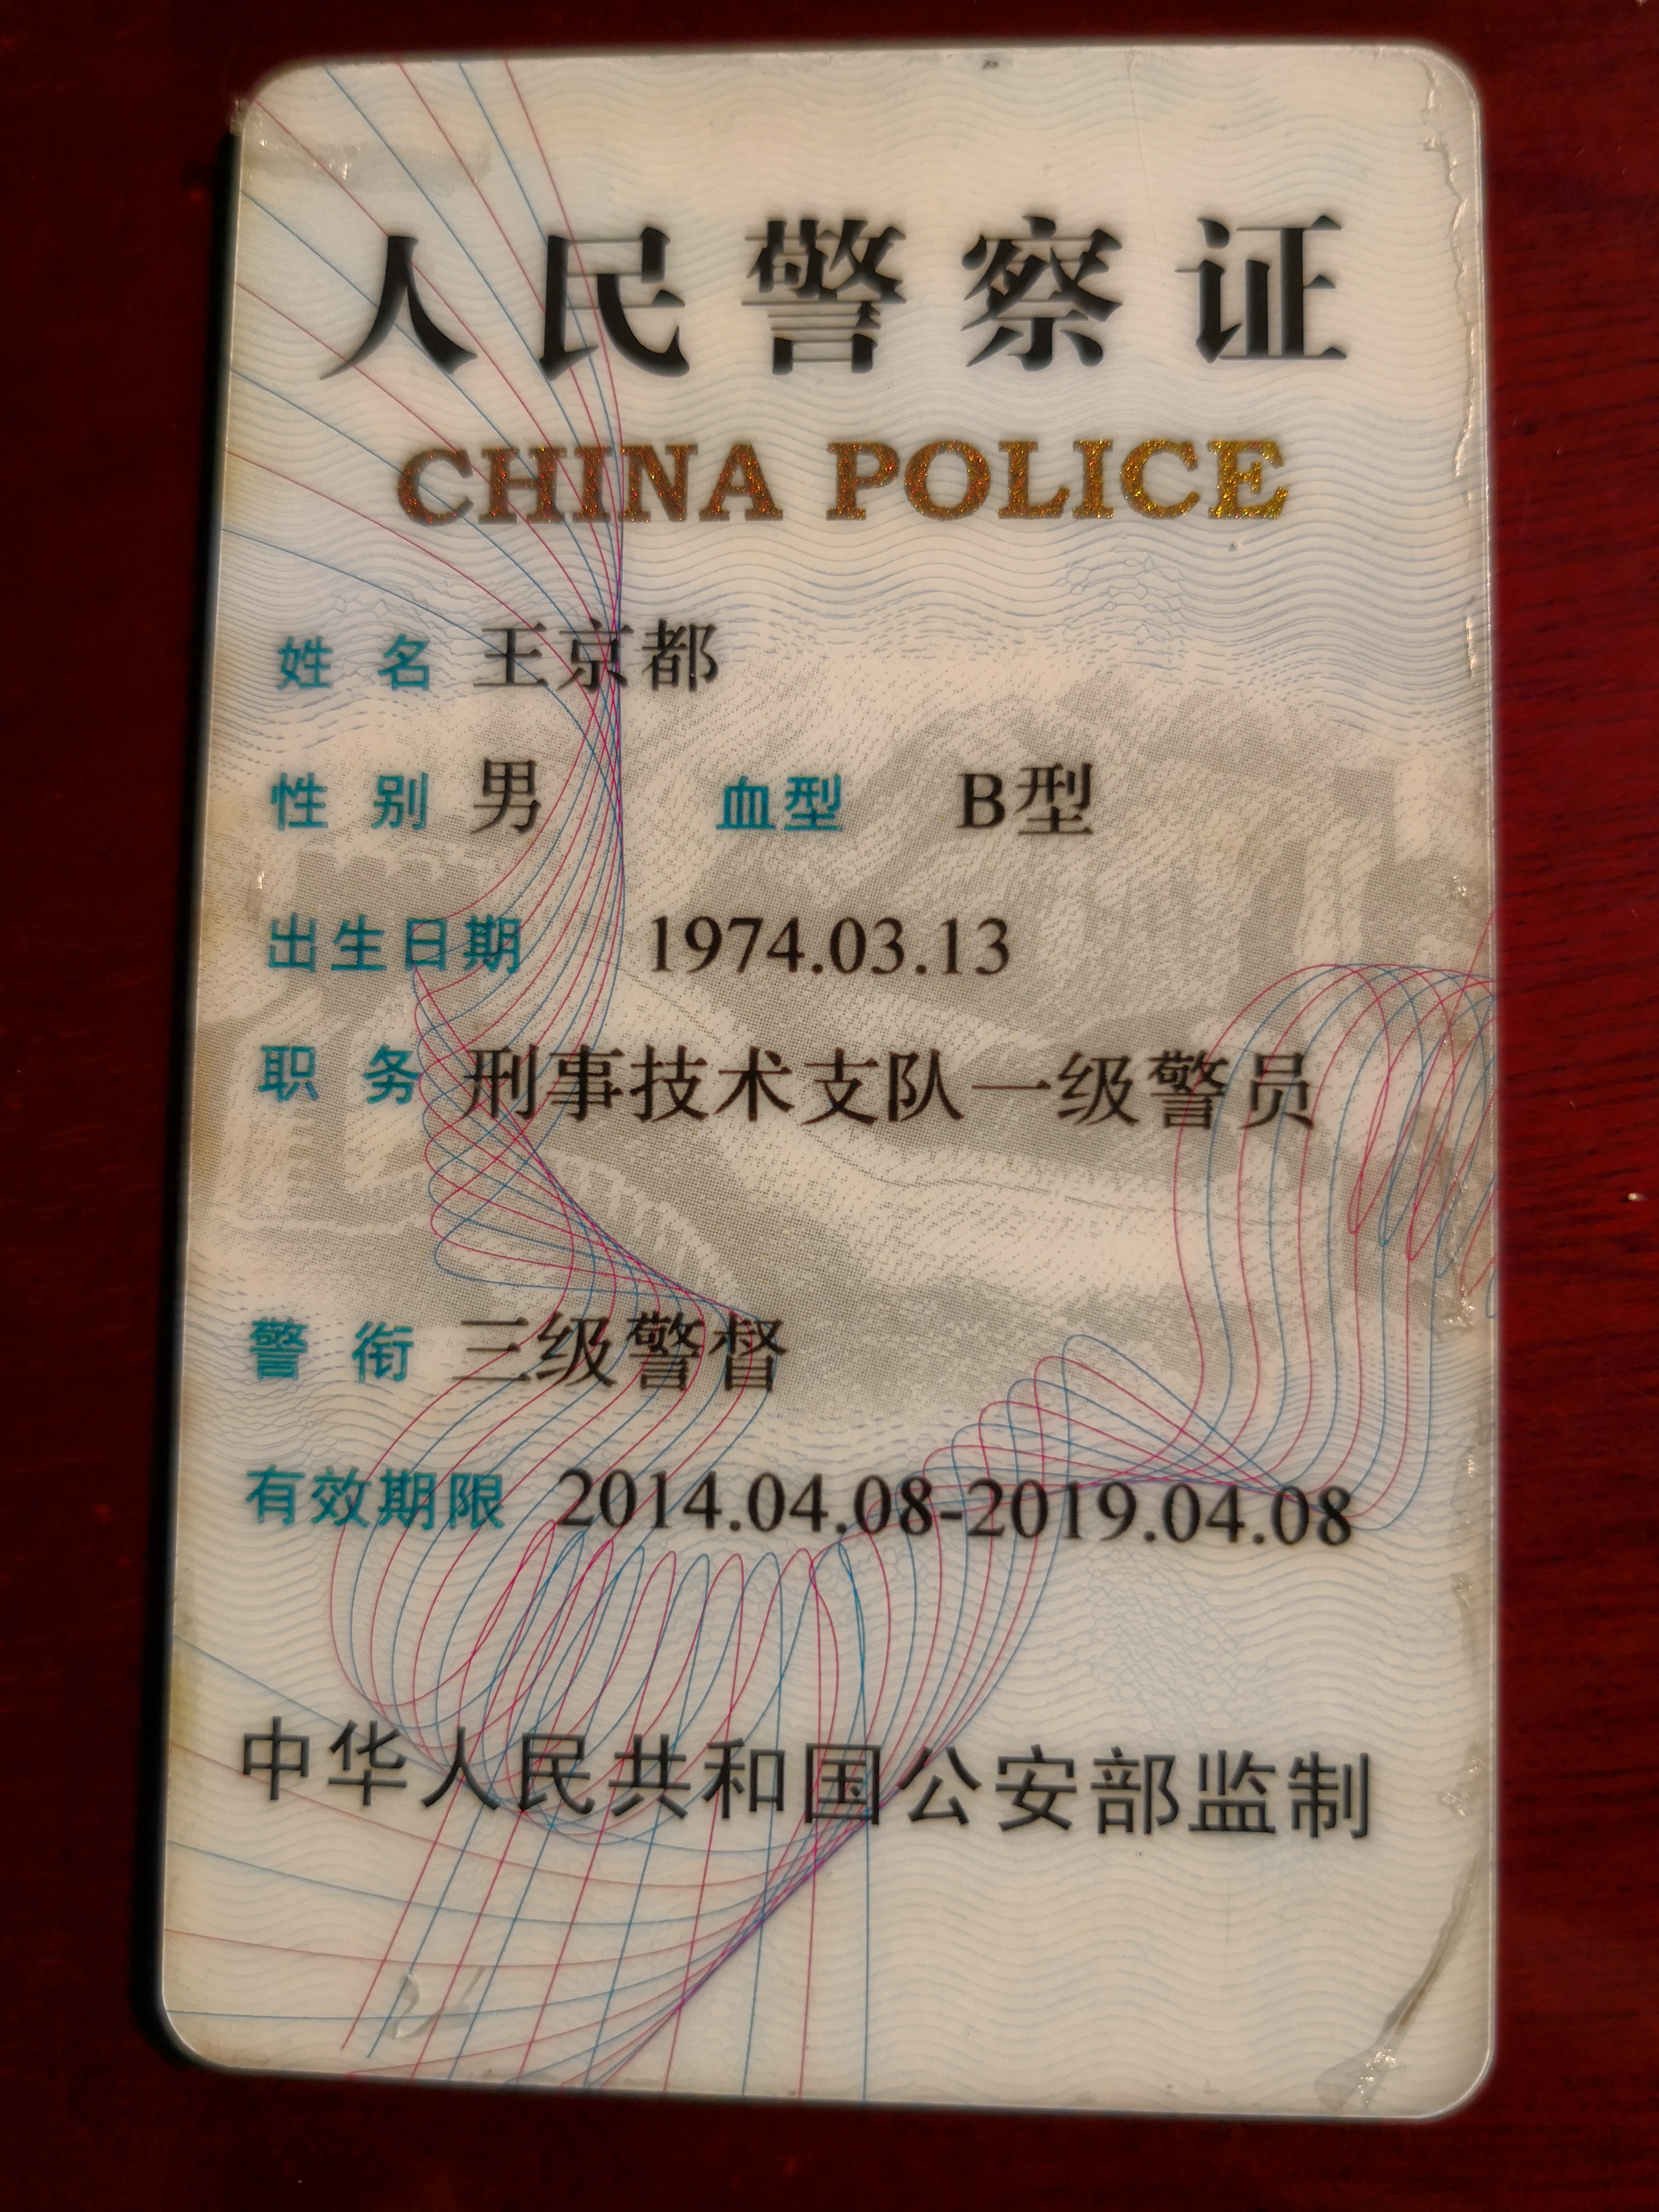 人民警察证
CHINA POLICE
姓 名 王京都
性 别 男 血型 B型
出生日期 1974.03.13
职 务 刑事技术支队一级警员
警 衔 三级警督
有效期限 2014.04.08-2019.04.08
中华人民共和国公安部监制